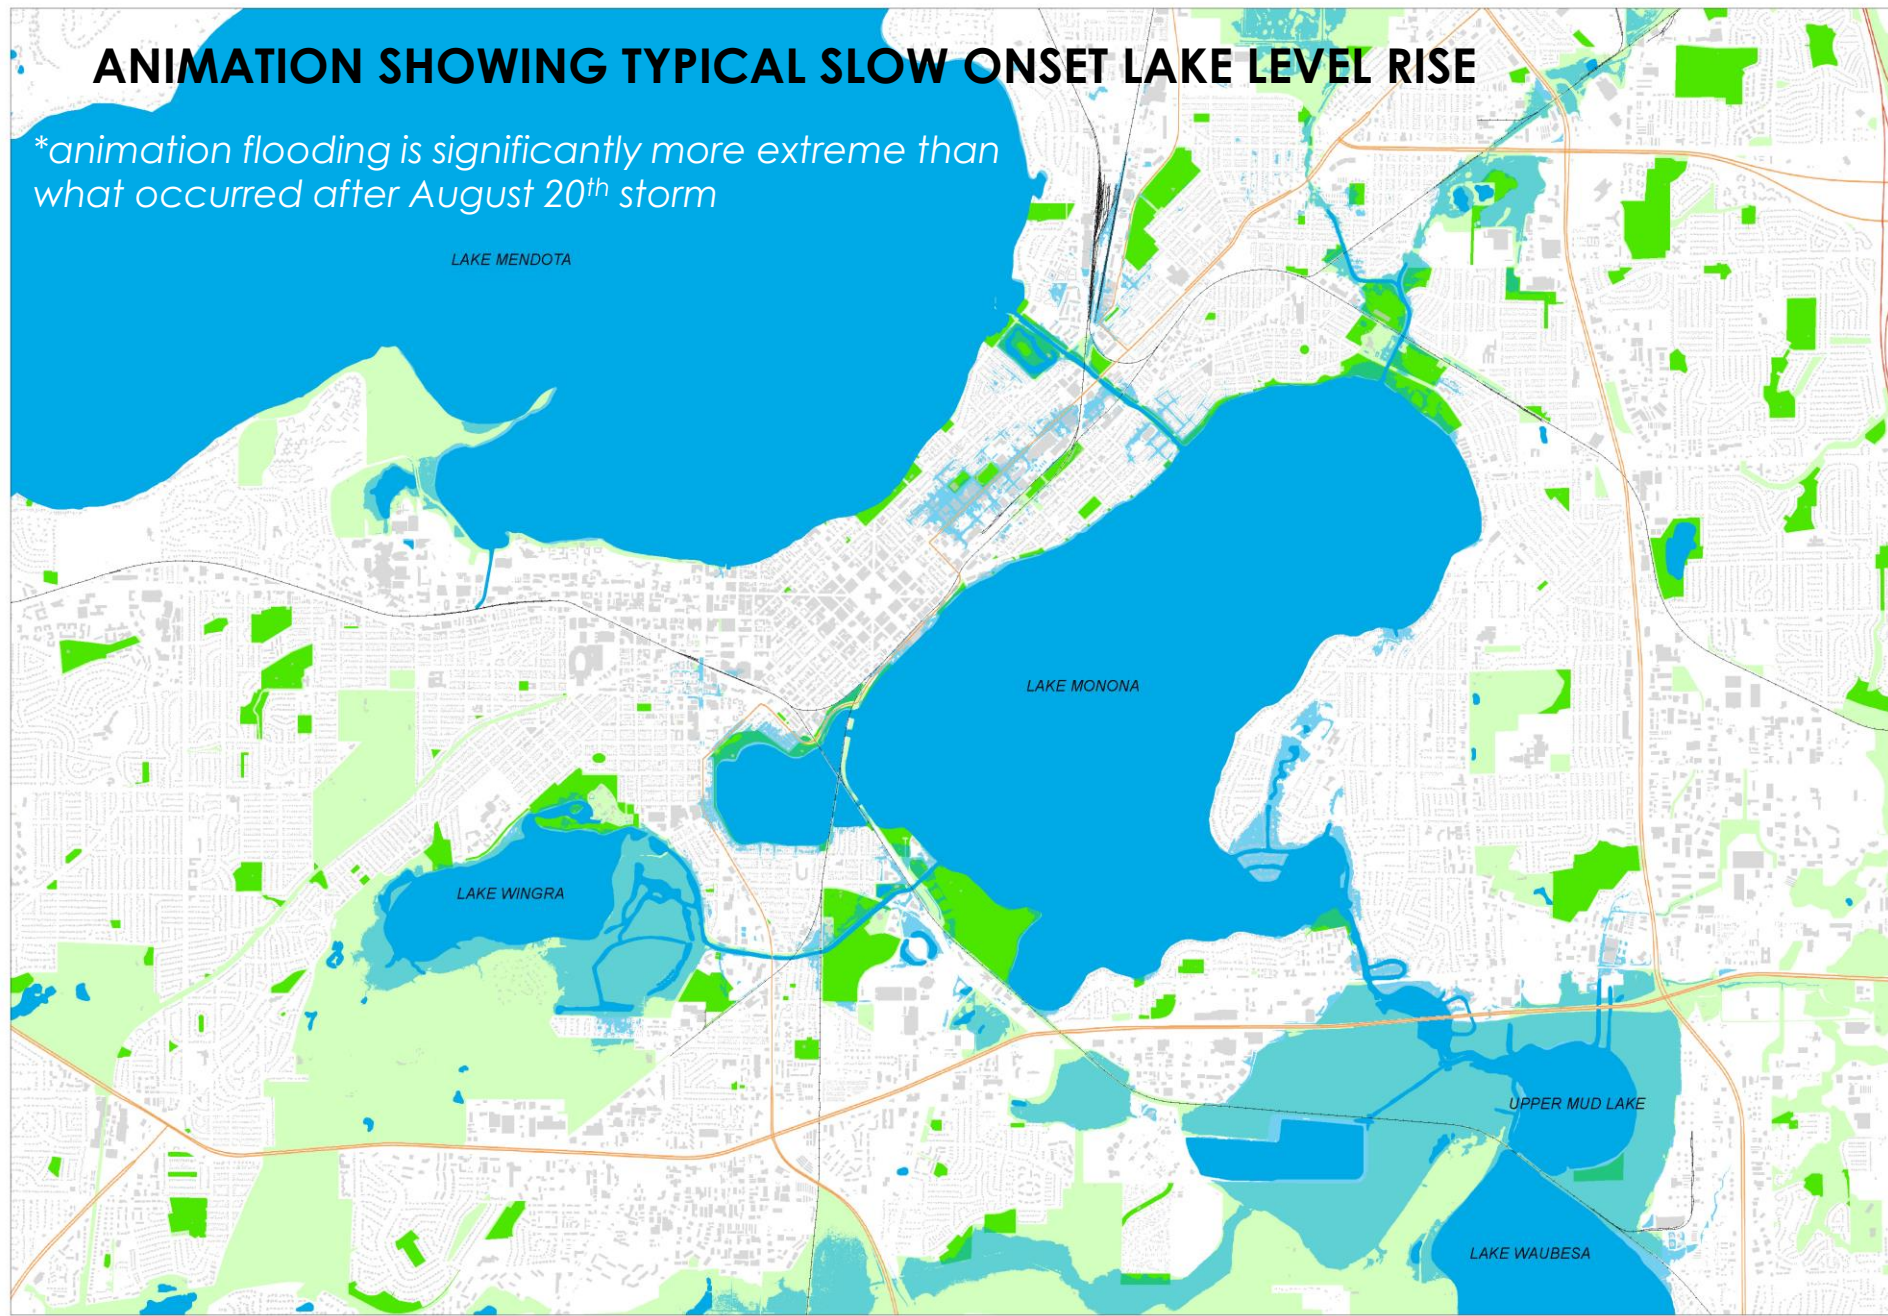 ANIMATION SHOWING TYPICAL SLOW ONSET LAKE LEVEL RISE
*animation flooding is significantly more extreme than
what occurred after August 20th storm
LAKE MENDOTA
LAKE MONONA
LAKE WINGRA
UPPER MUD LAKE
LAKE WAUBESA